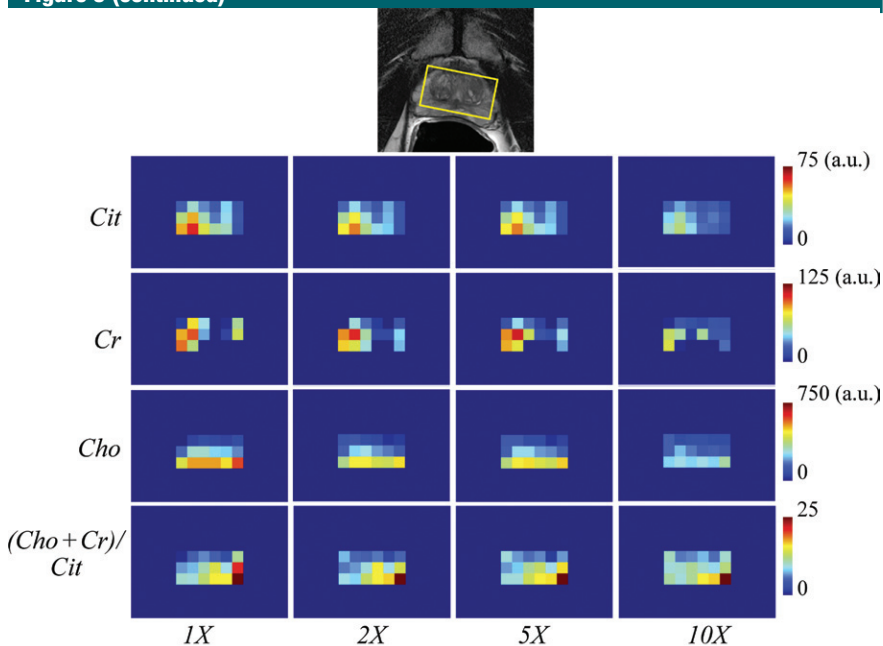 Figure 3 (continued)
75 (a.u.)
Cit
0
125 (a.u.)
Cr
0
750 (a.u.)
Cho
0
25
(Cho + Cr)/
Cit
0
1X 2X 5X 10X